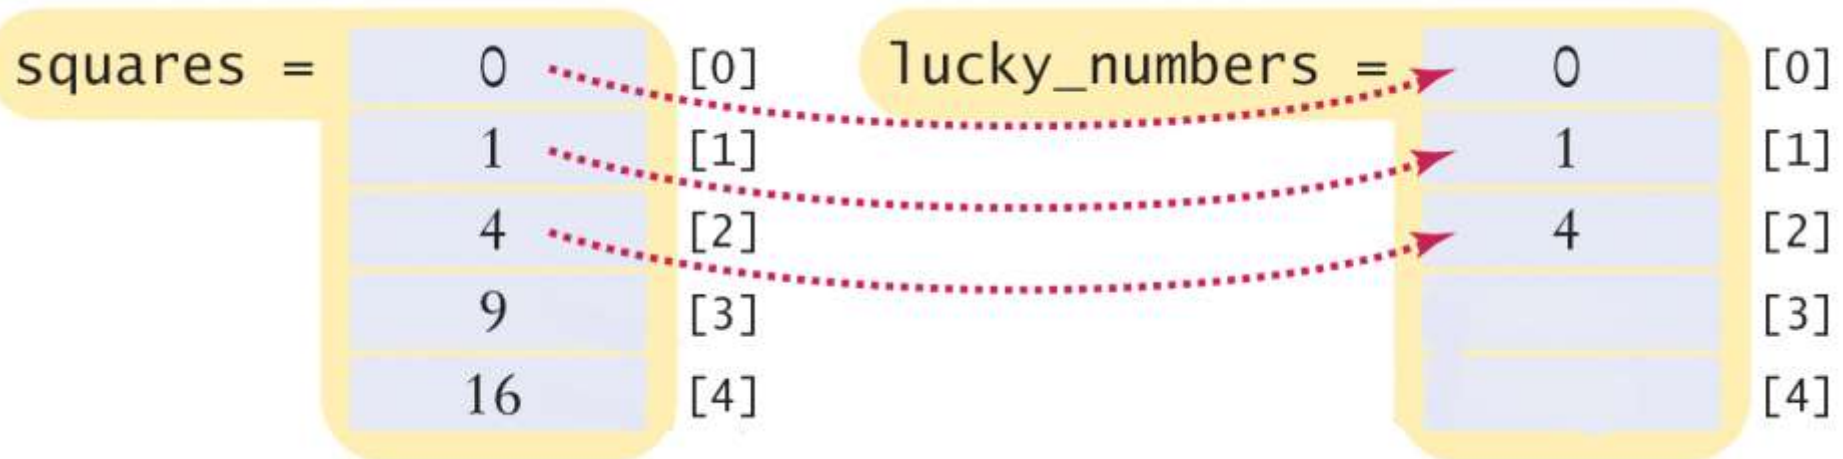 squares = 0 [0] lucky_numbers = 0 [0]
1 [1] 1 [1]
4 [2] 4 [2]
9 [3] [3]
16 [4] [4]